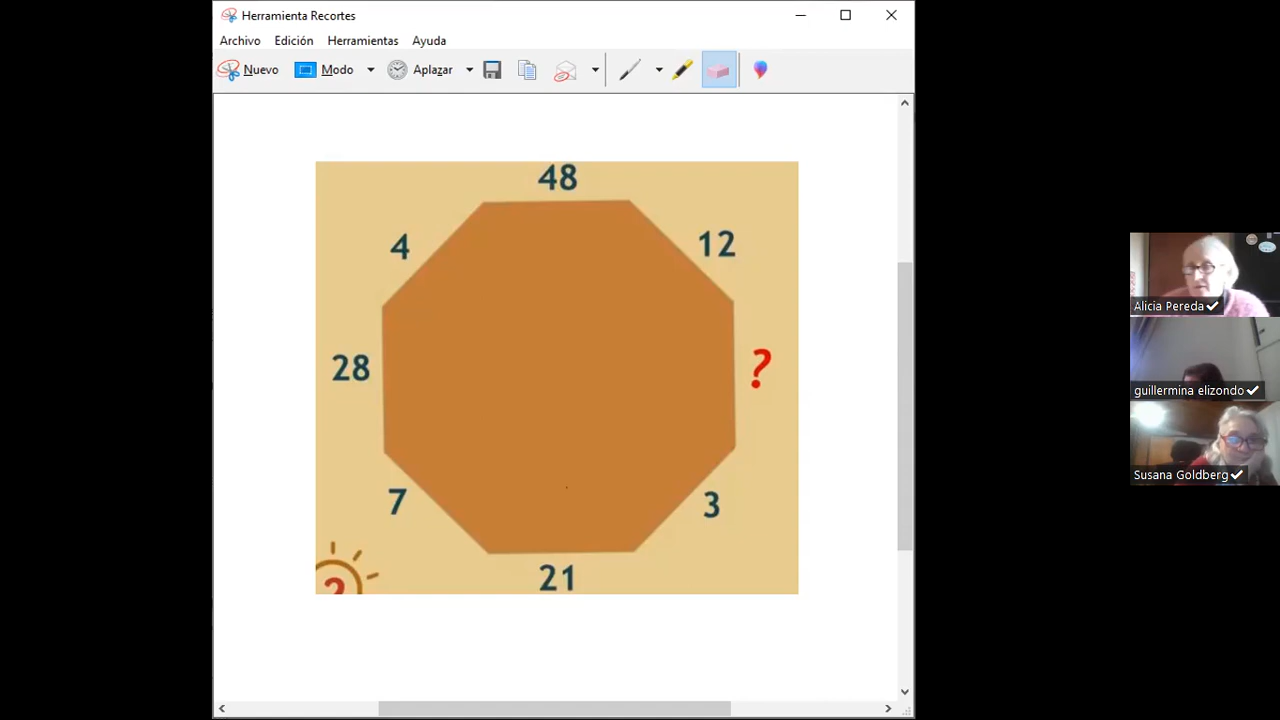 Herramienta Recortes
Archivo Edición Herramientas Ayuda
Nuevo Modo Aplazar
48
4 12
28 ?
7 3
21
2
Alicia Pereda
guillermina elizondo
Susana Goldberg